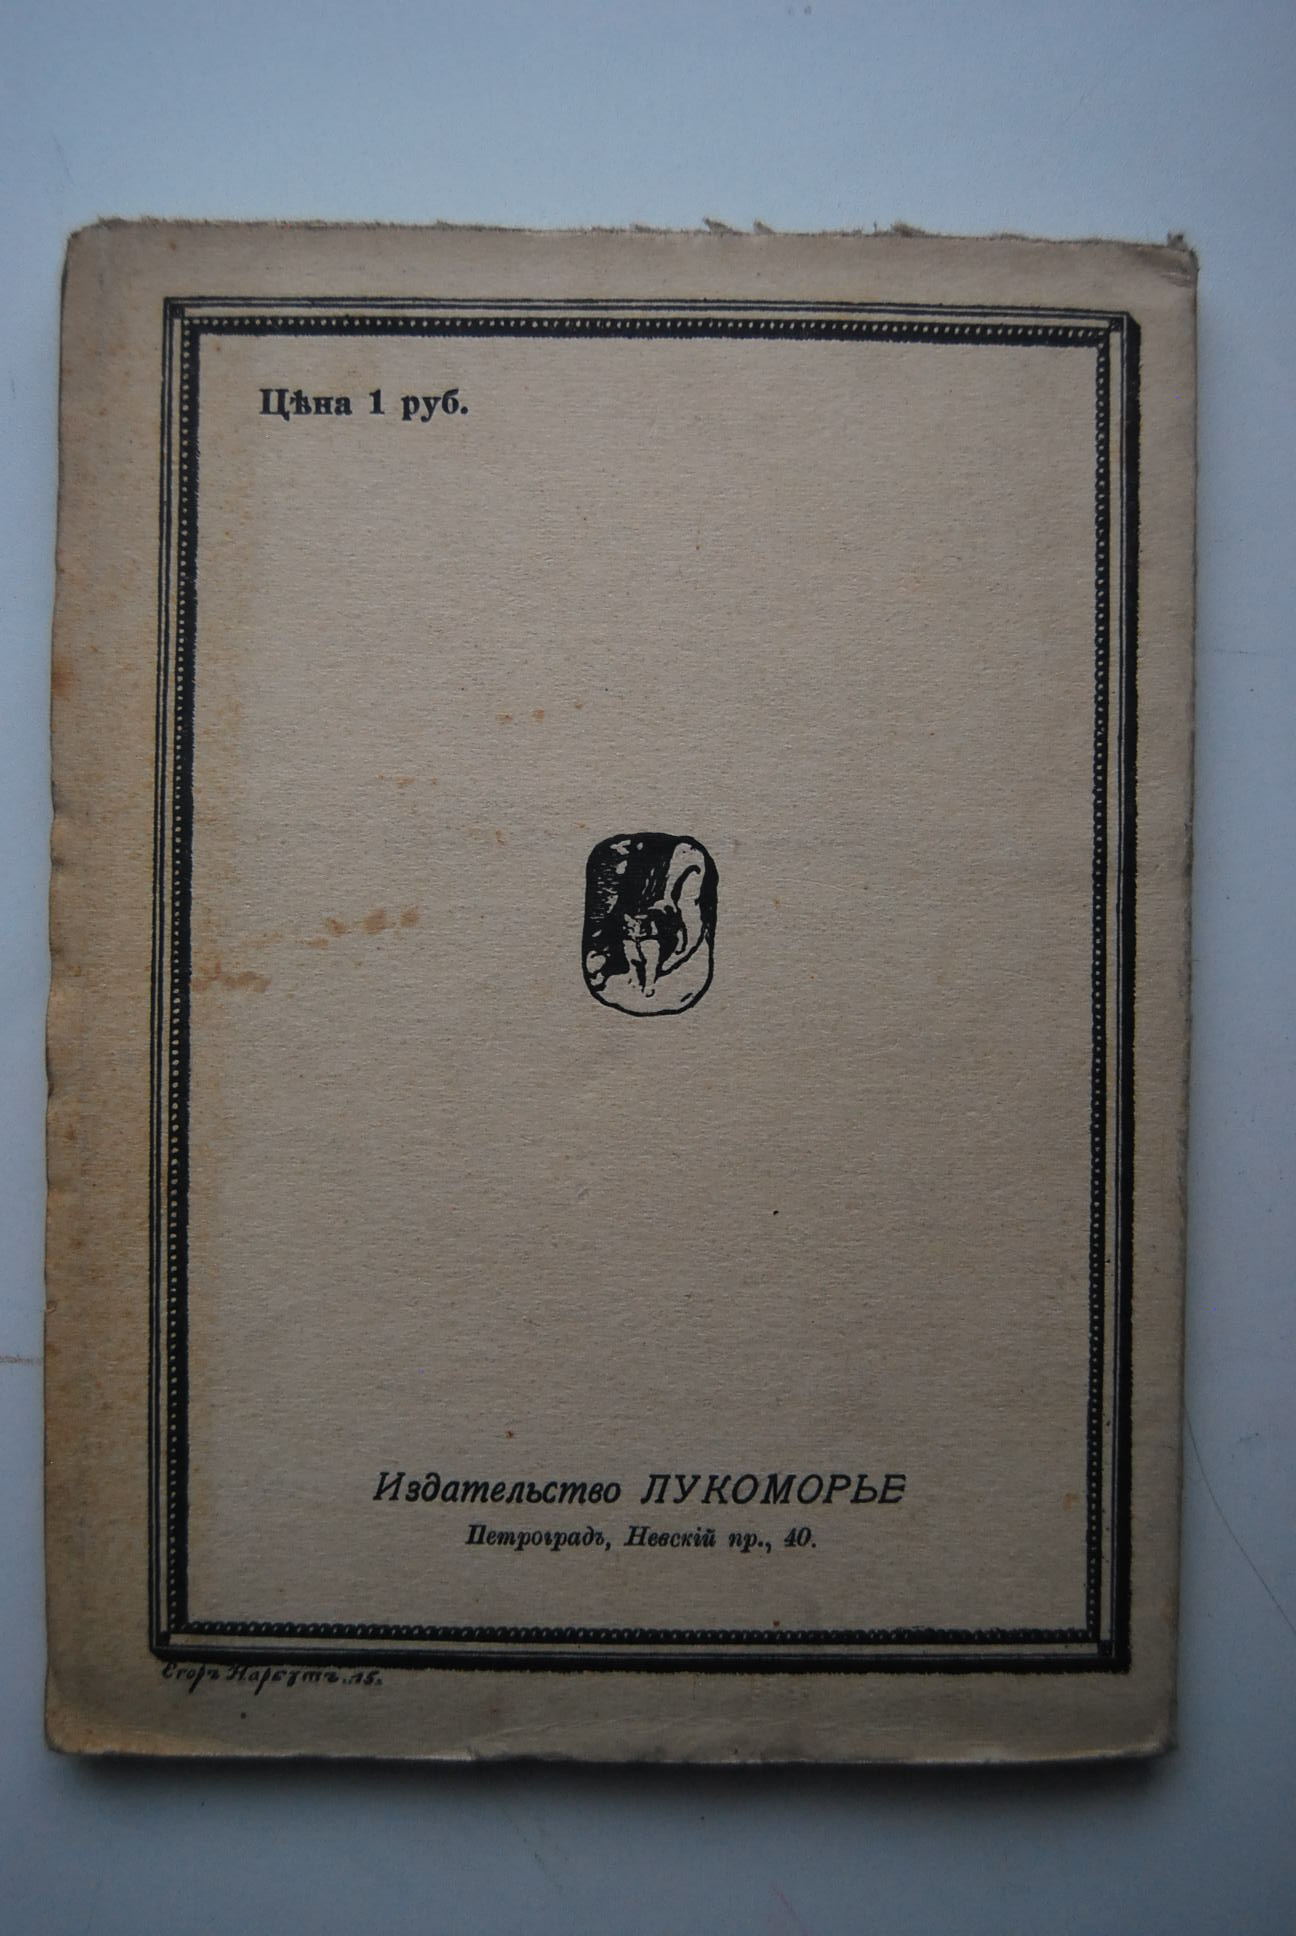 Цѣна 1 руб.
Издательство ЛУКОМОРЬЕ
Петроградъ, Невскій пр., 40.
Егоръ Нарбутъ..15.